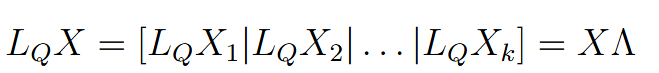 L_Q X = [L_Q X_1 | L_Q X_2 | … | L_Q X_k] = XΛ